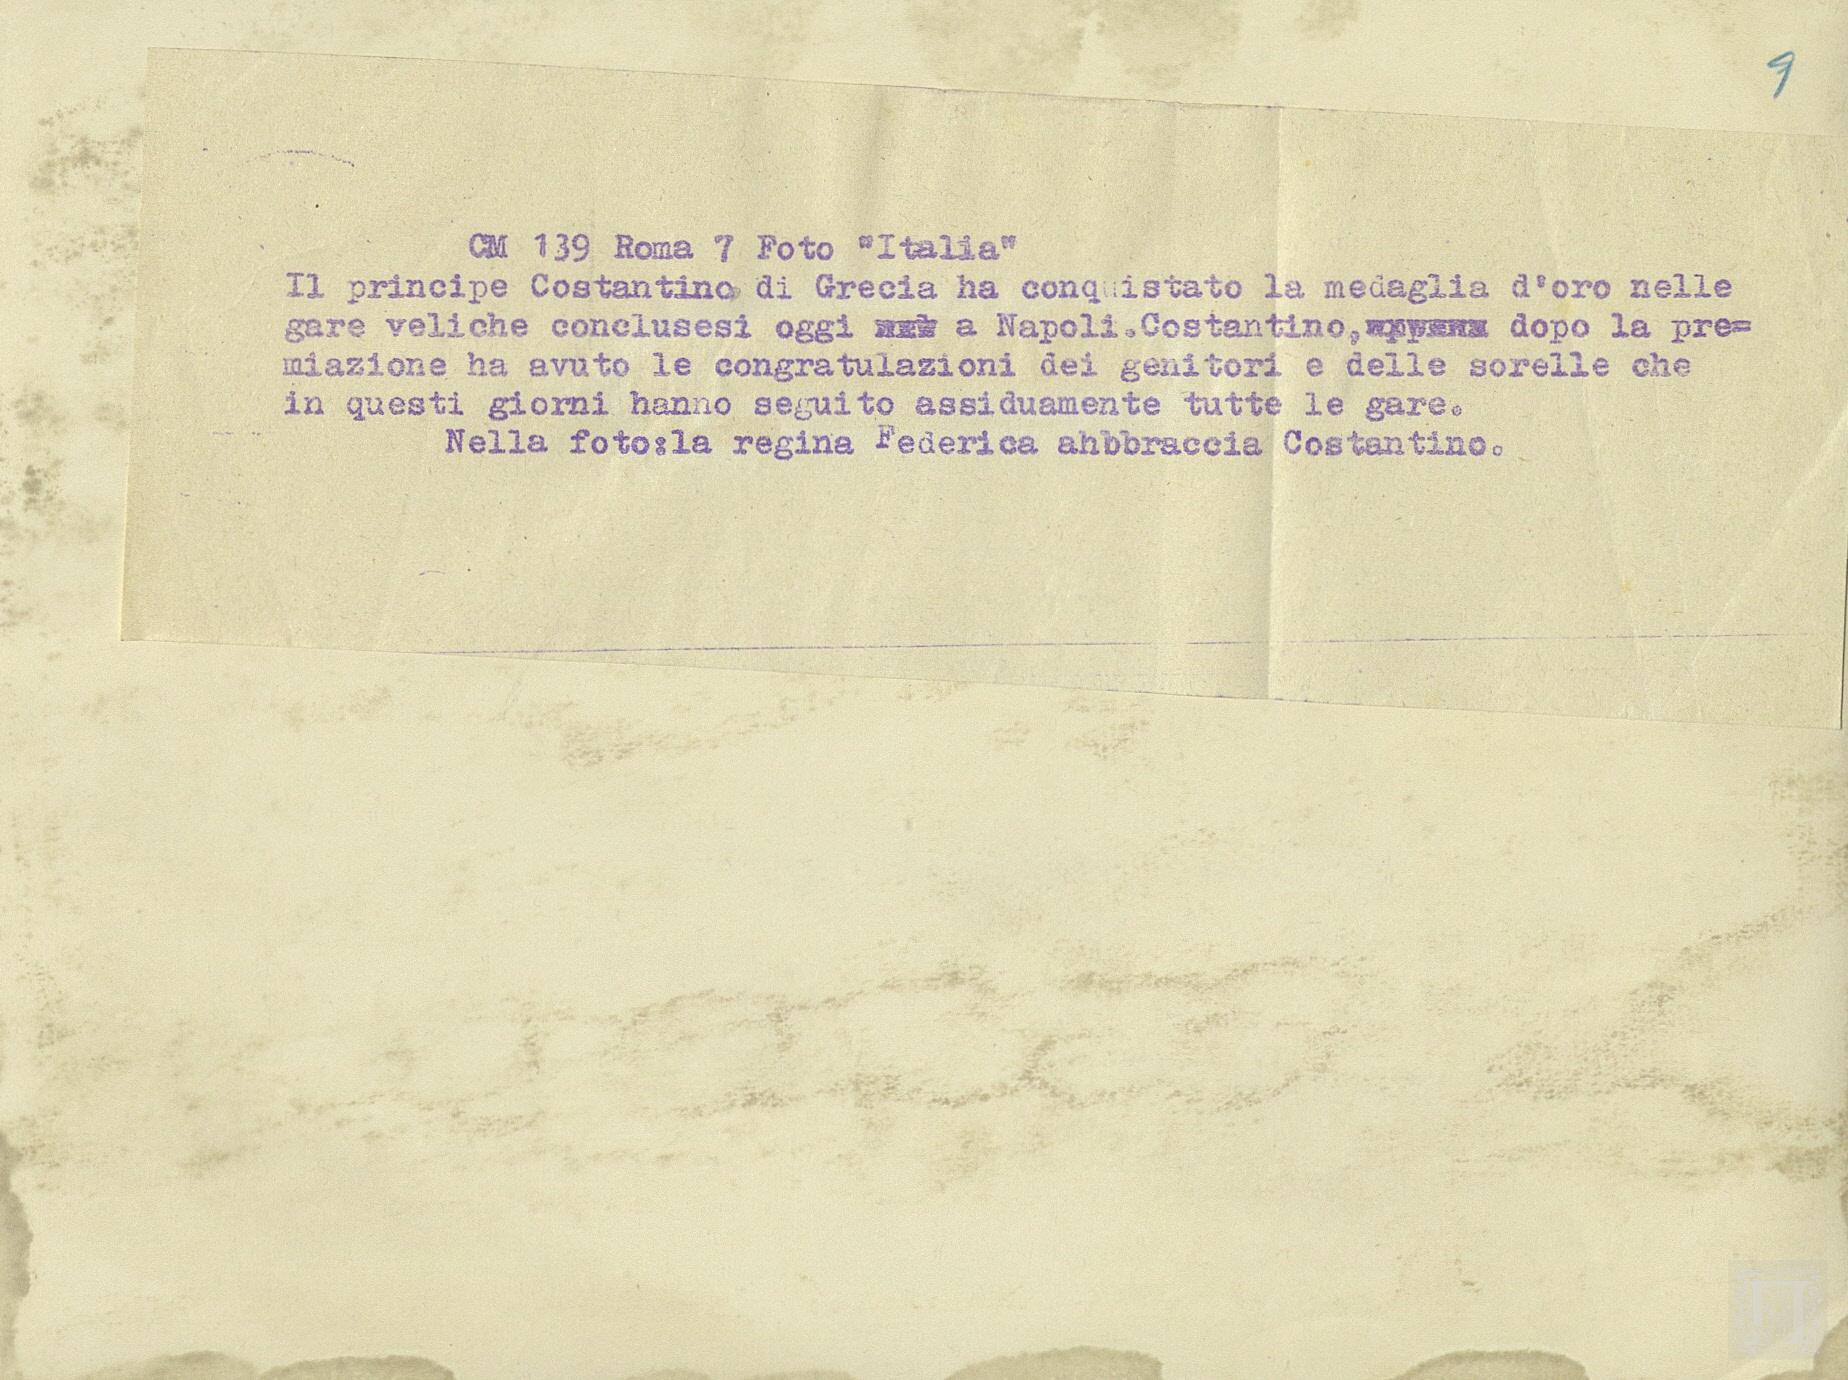 9
CM 139 Roma 7 Foto "Italia"
Il principe Costantino di Grecia ha conquistato la medaglia d'oro nelle
gare veliche conclusesi oggi a Napoli.Costantino, dopo la pre=
miazione ha avuto le congratulazioni dei genitori e delle sorelle che
in questi giorni hanno seguito assiduamente tutte le gare.
Nella foto:la regina Federica ahbbraccia Costantino.